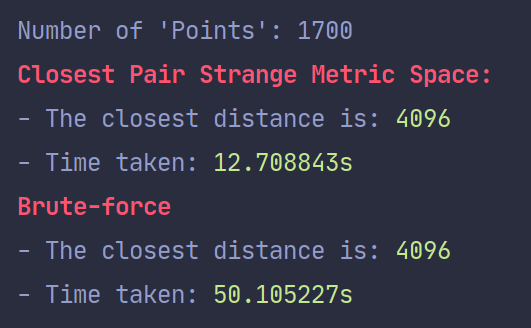 Number of 'Points': 1700
Closest Pair Strange Metric Space:
- The closest distance is: 4096
- Time taken: 12.708843s
Brute-force
- The closest distance is: 4096
- Time taken: 50.105227s